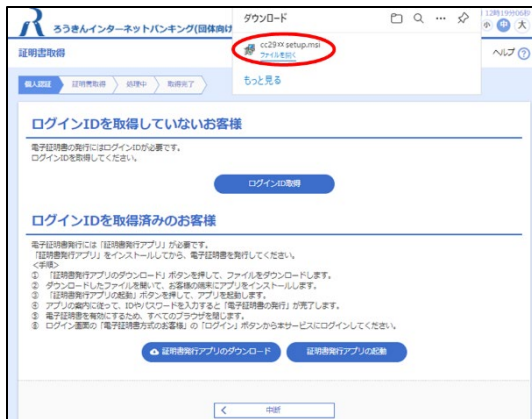 ろうきんインターネットバンキング(団体向け
ダウンロード
12時19分06秒
小 中 大
cc29xx setup.msi
ファイルを開く
もっと見る
証明書取得
ヘルプ ?
個人認証 証明書取得 処理中 取得完了
ログインIDを取得していないお客様
電子証明書の発行にはログインIDが必要です。
ログインIDを取得してください。
ログインID取得
ログインIDを取得済みのお客様
電子証明書発行には「証明書発行アプリ」が必要です。
「証明書発行アプリ」をインストールしてから、電子証明書を発行してください。
<手順>
① 「証明書発行アプリのダウンロード」ボタンを押して、ファイルをダウンロードします。
② ダウンロードしたファイルを開いて、お客様の端末にアプリをインストールします。
③ 「証明書発行アプリの起動」ボタンを押して、アプリを起動します。
④ アプリの案内に従って、IDやパスワードを入力すると「電子証明書の発行」が完了します。
⑤ 電子証明書を有効にするため、すべてのブラウザを閉じます。
⑥ ログイン画面の「電子証明書方式のお客様」の「ログイン」ボタンから本サービスにログインしてください。
証明書発行アプリのダウンロード 証明書発行アプリの起動
中断